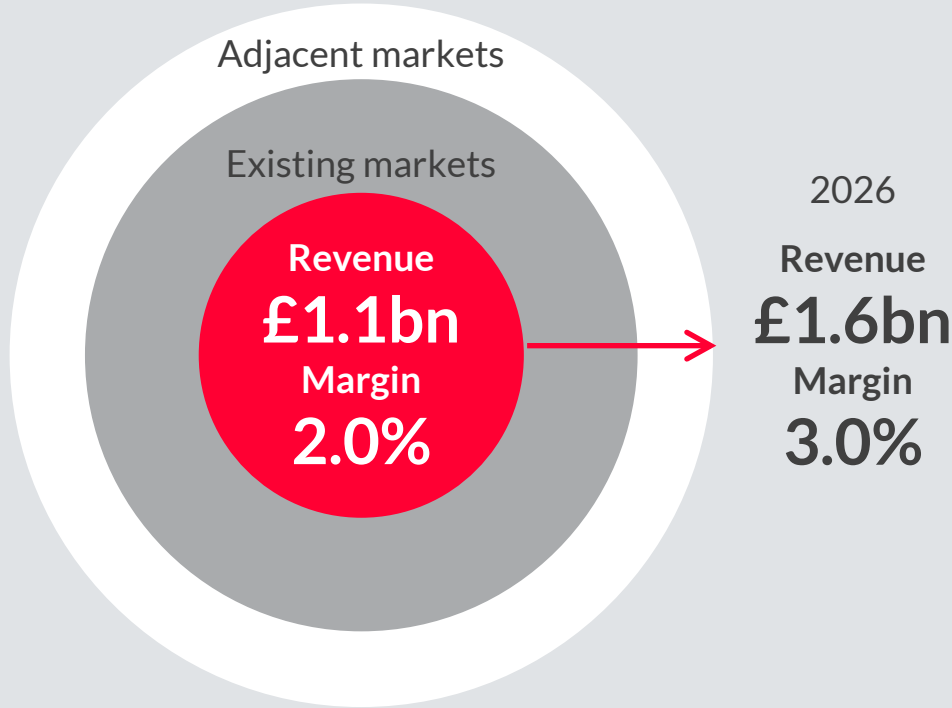 Adjacent markets
Existing markets
Revenue
£1.1bn
Margin
2.0%
2026
Revenue
£1.6bn
Margin
3.0%